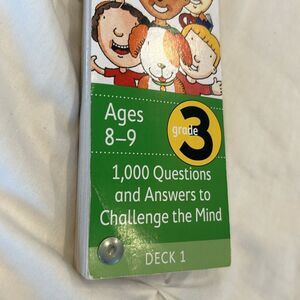 Ages
8–9
grade
3
1,000 Questions
and Answers to
Challenge the Mind
DECK 1